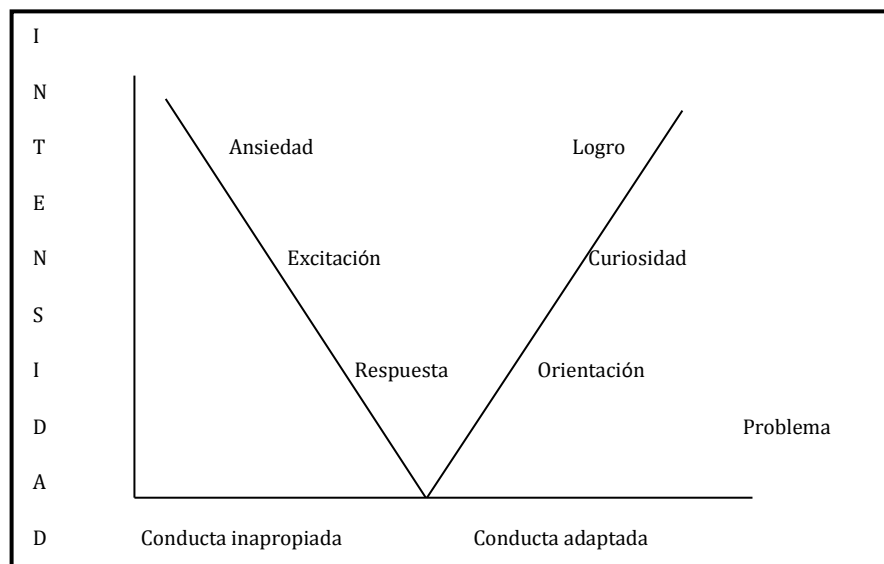 I
N
T
E
N
S
I
D
A
D
Ansiedad Logro
Excitación Curiosidad
Respuesta Orientación
Problema
Conducta inapropiada Conducta adaptada